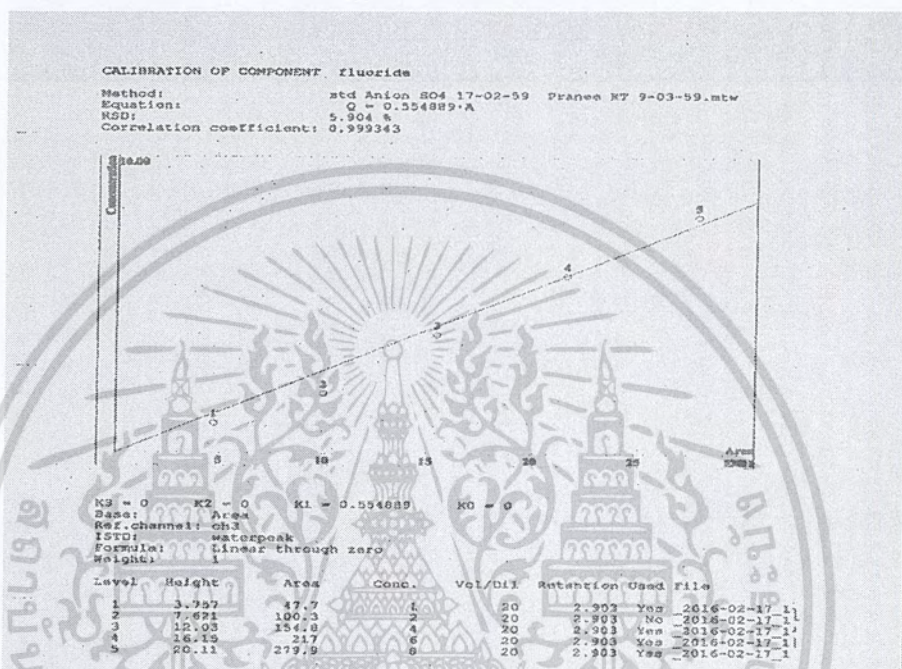 CALIBRATION OF COMPONENT fluoride
Method: std Anion SO4 17-02-59 Pranee RT 9-03-59.mtw
Equation: Q = 0.554889·A
RSD: 5.904 %
Correlation coefficient: 0.999343
10.00
Concentration
1
3
3
4
5
5
10
15
20
25
Area
K3 = 0 K2 = 0 K1 = 0.554889 K0 = 0
Base: Area
Ref.channel: ch3
ISTD: waterpeak
Formula: Linear through zero
Weight: 1
Level Height Area Conc. Vol/Dil Retention Used File
1 3.757 47.7 1 20 2.903 Yes _2016-02-17_1
2 7.621 100.3 2 20 2.903 No _2016-02-17_1
3 12.03 154.8 4 20 2.903 Yes _2016-02-17_1
4 16.15 217 6 20 2.903 Yes _2016-02-17_1
5 20.11 279.9 8 20 2.903 Yes _2016-02-17_1